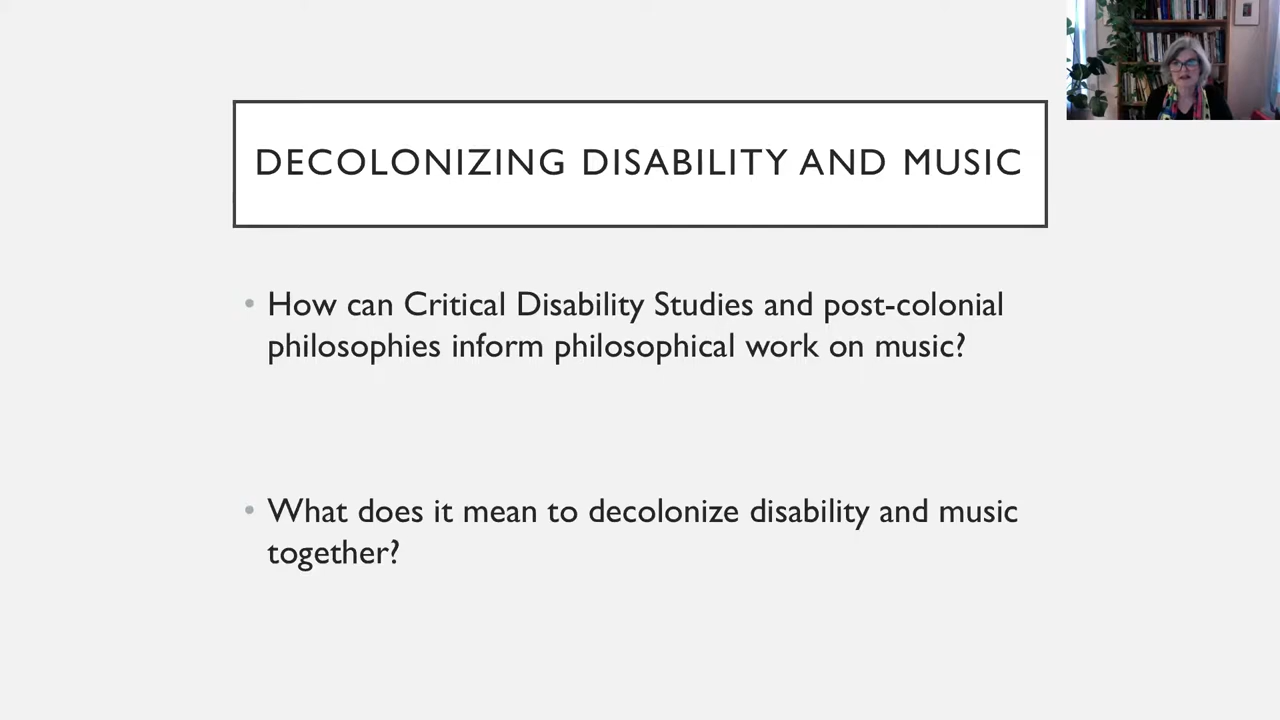 DECOLONIZING DISABILITY AND MUSIC
• How can Critical Disability Studies and post-colonial
philosophies inform philosophical work on music?
• What does it mean to decolonize disability and music
together?